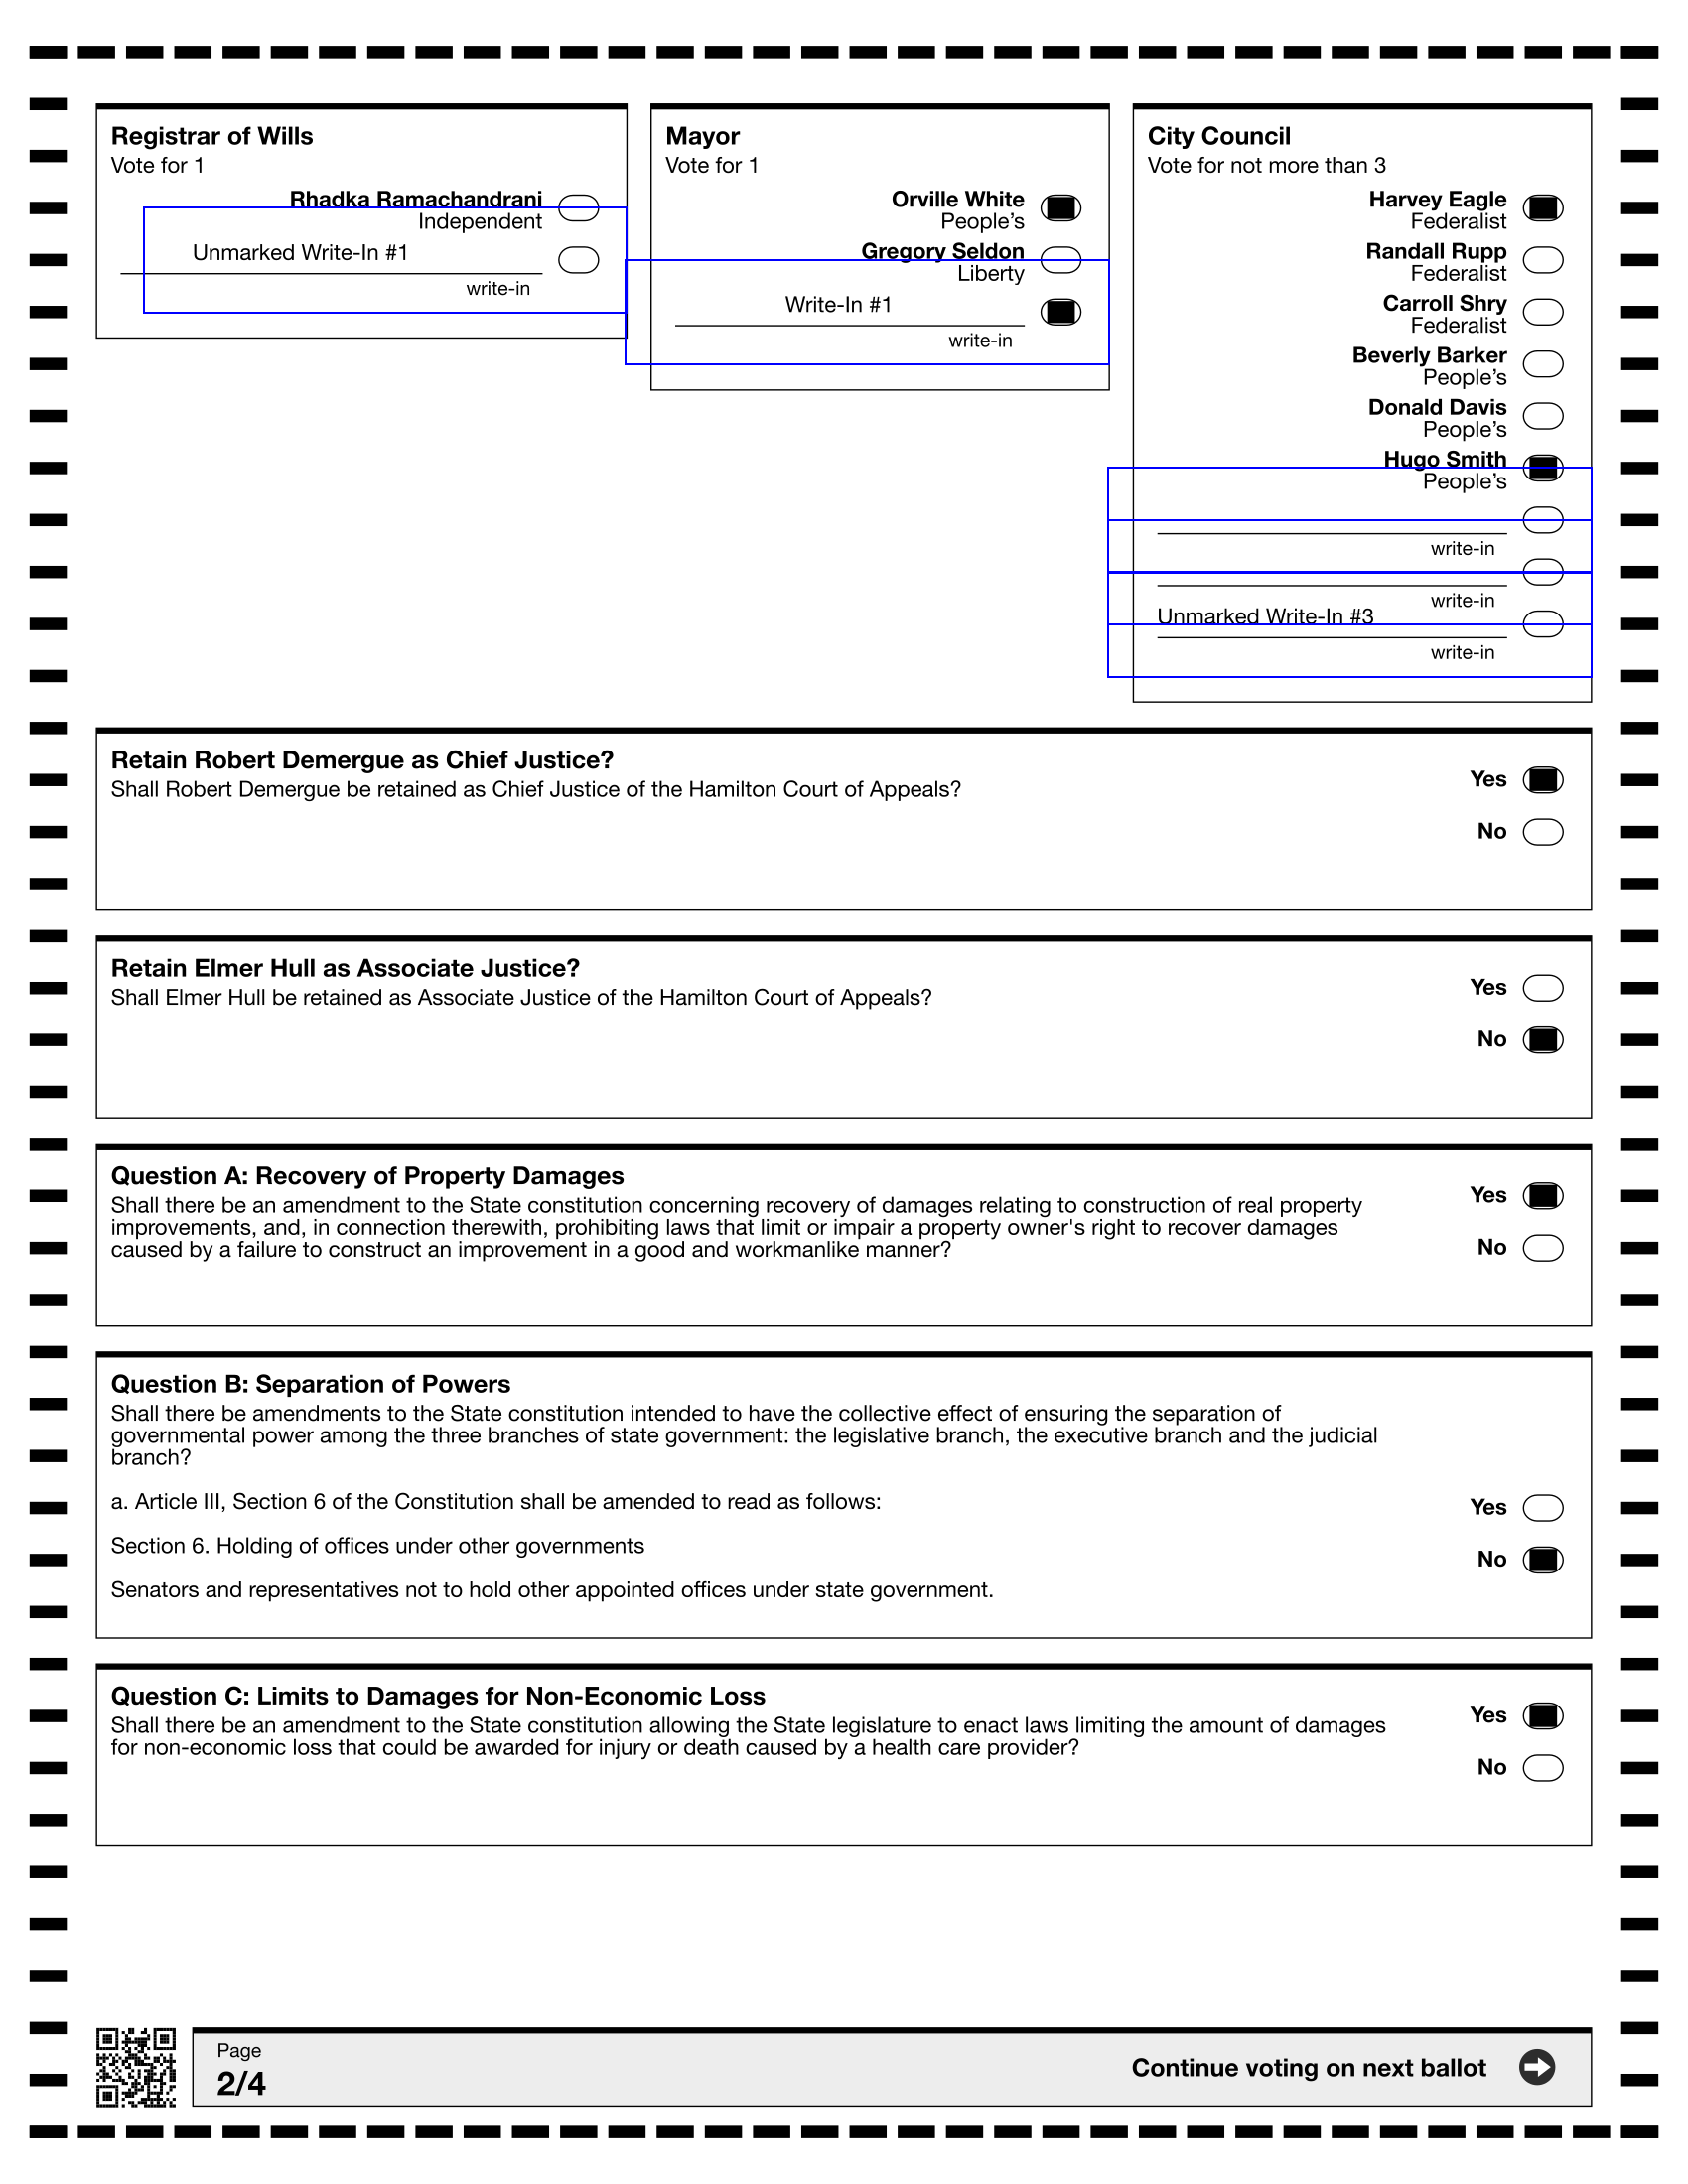 Registrar of Wills
Vote for 1
Rhadka Ramachandrani
Independent
Unmarked Write-In #1
write-in
Mayor
Vote for 1
Orville White
People’s
Gregory Seldon
Liberty
Write-In #1
write-in
City Council
Vote for not more than 3
Harvey Eagle
Federalist
Randall Rupp
Federalist
Carroll Shry
Federalist
Beverly Barker
People’s
Donald Davis
People’s
Hugo Smith
People’s
write-in
write-in
Unmarked Write-In #3
write-in
Retain Robert Demergue as Chief Justice?
Shall Robert Demergue be retained as Chief Justice of the Hamilton Court of Appeals?
Yes
No
Retain Elmer Hull as Associate Justice?
Shall Elmer Hull be retained as Associate Justice of the Hamilton Court of Appeals?
Yes
No
Question A: Recovery of Property Damages
Shall there be an amendment to the State constitution concerning recovery of damages relating to construction of real property
improvements, and, in connection therewith, prohibiting laws that limit or impair a property owner's right to recover damages
caused by a failure to construct an improvement in a good and workmanlike manner?
Yes
No
Question B: Separation of Powers
Shall there be amendments to the State constitution intended to have the collective effect of ensuring the separation of
governmental power among the three branches of state government: the legislative branch, the executive branch and the judicial
branch?
a. Article III, Section 6 of the Constitution shall be amended to read as follows:
Section 6. Holding of offices under other governments
Senators and representatives not to hold other appointed offices under state government.
Yes
No
Question C: Limits to Damages for Non-Economic Loss
Shall there be an amendment to the State constitution allowing the State legislature to enact laws limiting the amount of damages
for non-economic loss that could be awarded for injury or death caused by a health care provider?
Yes
No
Page
2/4
Continue voting on next ballot